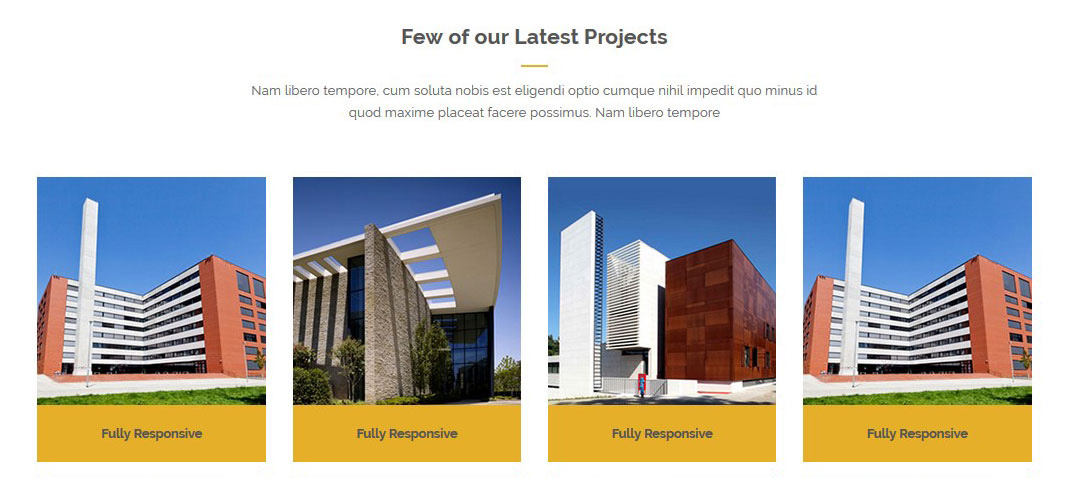 Few of our Latest Projects
Nam libero tempore, cum soluta nobis est eligendi optio cumque nihil impedit quo minus id
quod maxime placeat facere possimus. Nam libero tempore
Fully Responsive
Fully Responsive
Fully Responsive
Fully Responsive